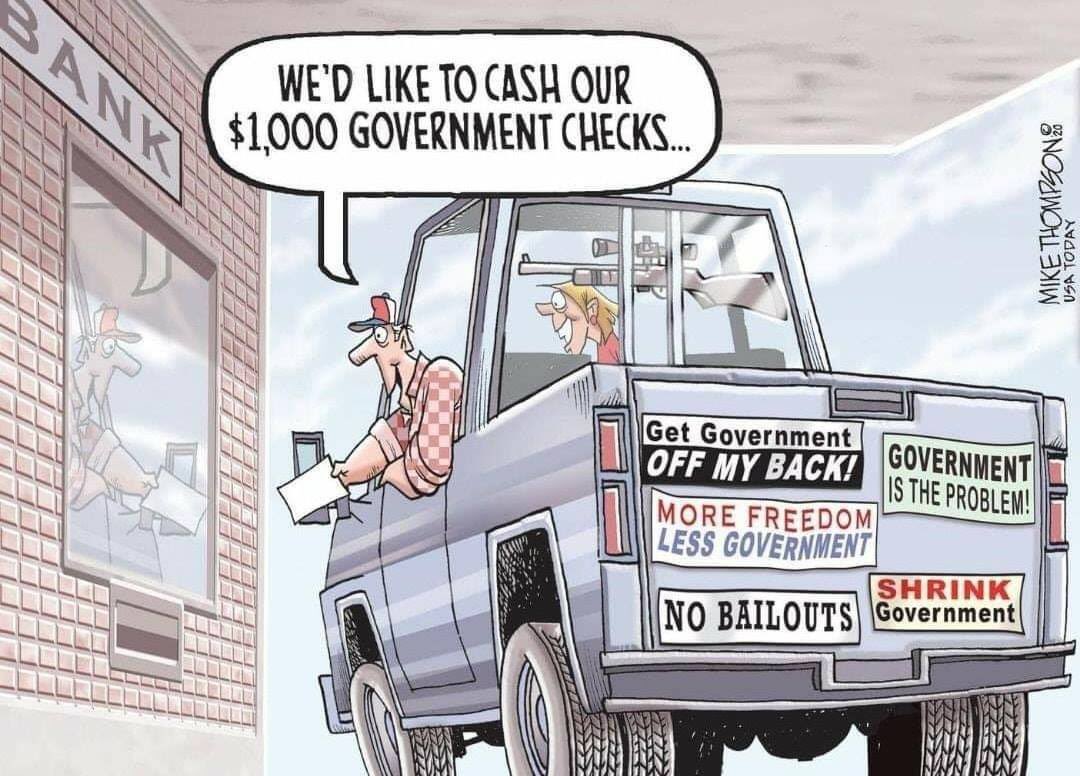 BANK
WE'D LIKE TO CASH OUR
$1,000 GOVERNMENT CHECKS...
Get Government
OFF MY BACK!
GOVERNMENT
IS THE PROBLEM!
MORE FREEDOM
LESS GOVERNMENT
NO BAILOUTS
SHRINK
Government
MIKE THOMPSON ©20
USA TODAY